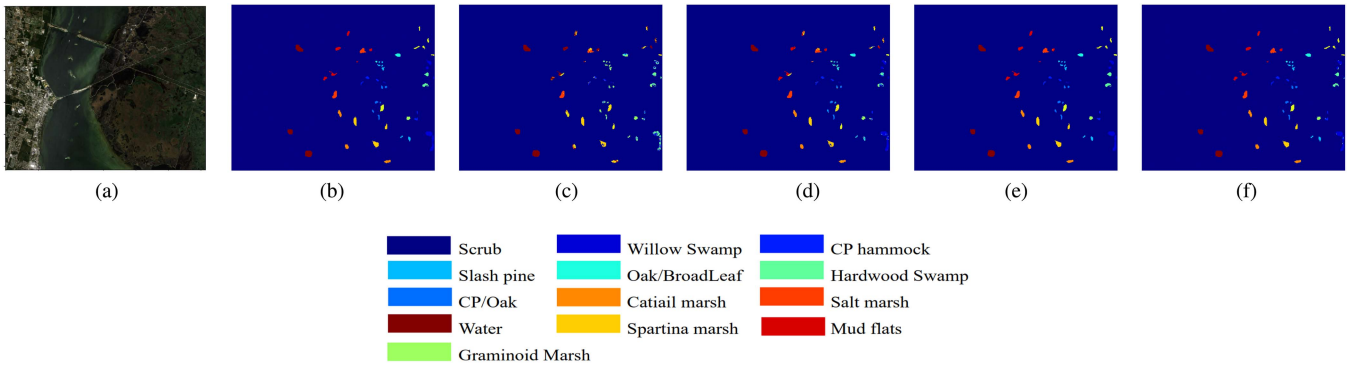 (a) (b) (c) (d) (e) (f)
Scrub Willow Swamp CP hammock
Slash pine Oak/BroadLeaf Hardwood Swamp
CP/Oak Catiail marsh Salt marsh
Water Spartina marsh Mud flats
Graminoid Marsh